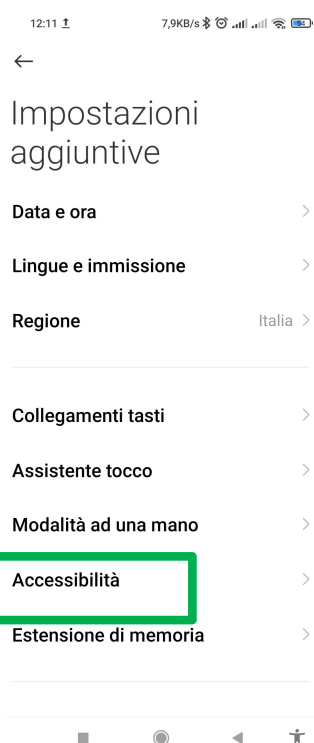 12:11 7,9KB/s 54
Impostazioni
aggiuntive
Data e ora
Lingue e immissione
Regione Italia
Collegamenti tasti
Assistente tocco
Modalità ad una mano
Accessibilità
Estensione di memoria